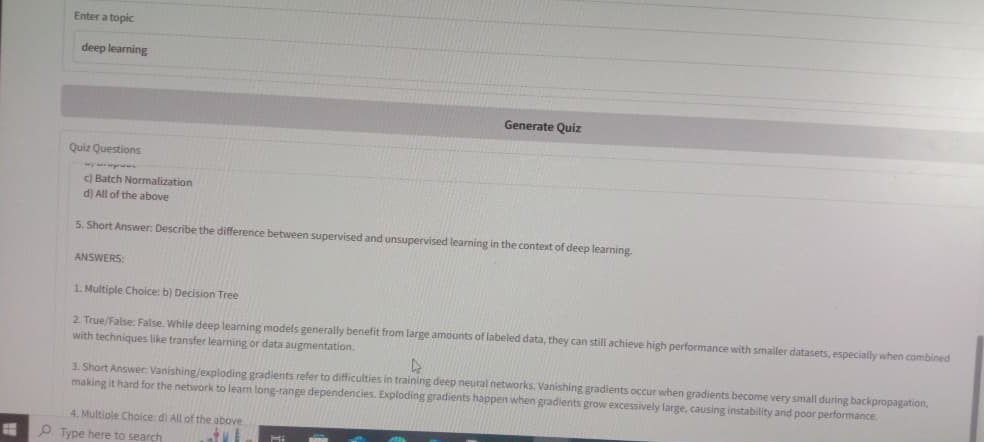 Enter a topic
deep learning
Generate Quiz
Quiz Questions
c) Batch Normalization
d) All of the above
5. Short Answer: Describe the difference between supervised and unsupervised learning in the context of deep learning.
ANSWERS:
1. Multiple Choice: b) Decision Tree
2. True/False: False. While deep learning models generally benefit from large amounts of labeled data, they can still achieve high performance with smaller datasets, especially when combined
with techniques like transfer learning or data augmentation.
3. Short Answer: Vanishing/exploding gradients refer to difficulties in training deep neural networks. Vanishing gradients occur when gradients become very small during backpropagation,
making it hard for the network to learn long-range dependencies. Exploding gradients happen when gradients grow excessively large, causing instability and poor performance.
4. Multiple Choice: d) All of the above
Type here to search